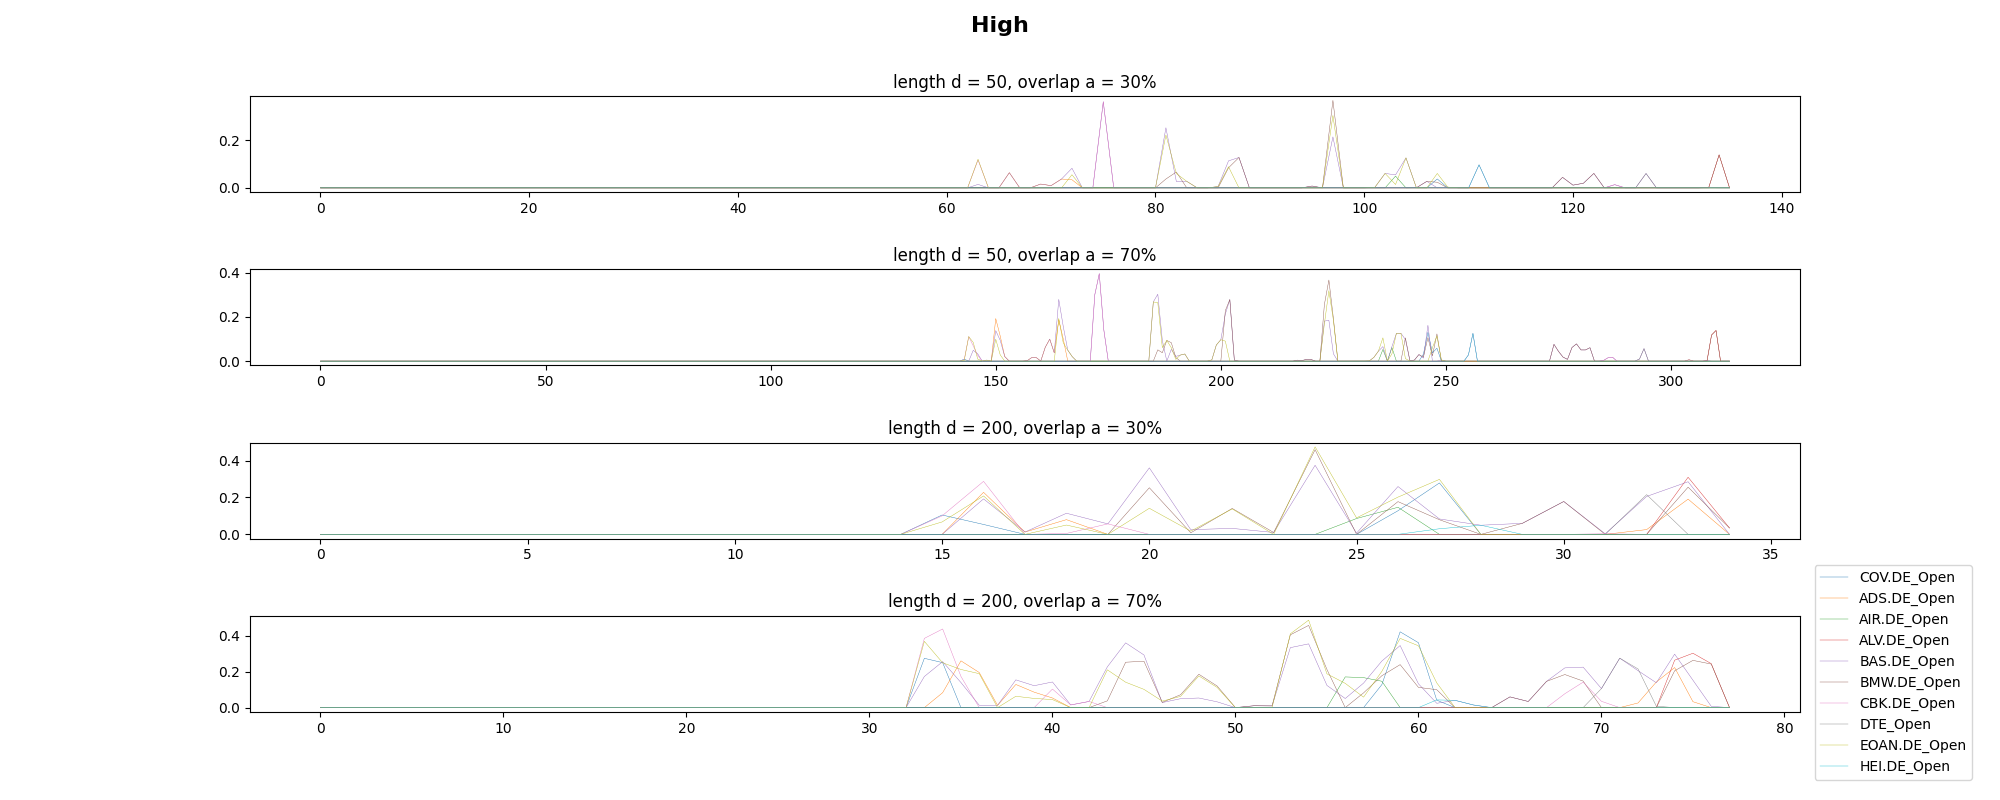 High
length d = 50, overlap a = 30%
0.2
0.0
0 20 40 60 80 100 120 140
length d = 50, overlap a = 70%
0.4
0.2
0.0
0 50 100 150 200 250 300
length d = 200, overlap a = 30%
0.4
0.2
0.0
0 5 10 15 20 25 30 35
length d = 200, overlap a = 70%
0.4
0.2
0.0
0 10 20 30 40 50 60 70 80
COV.DE_Open
ADS.DE_Open
AIR.DE_Open
ALV.DE_Open
BAS.DE_Open
BMW.DE_Open
CBK.DE_Open
DTE_Open
EOAN.DE_Open
HEI.DE_Open